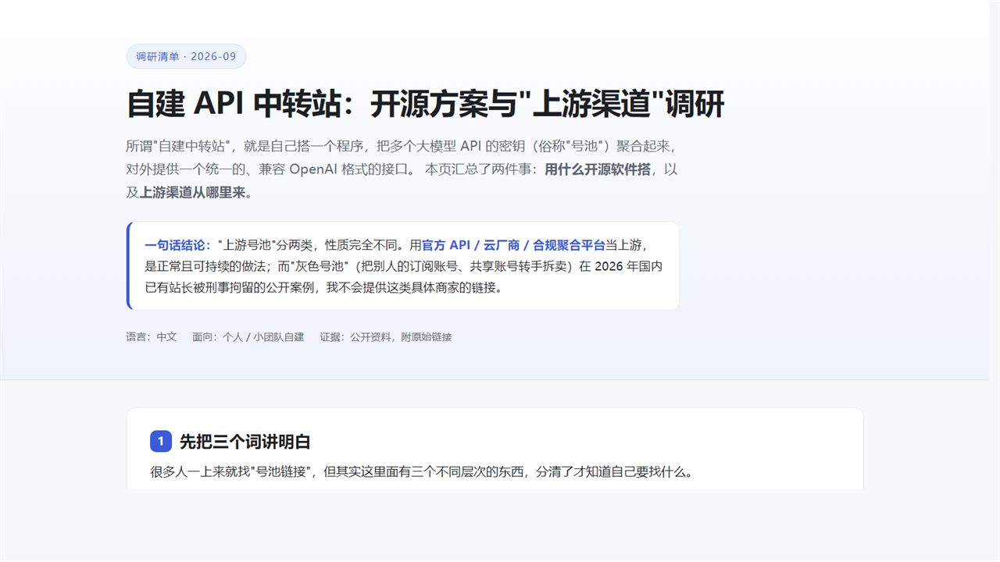 调研清单 · 2026-09
自建 API 中转站：开源方案与"上游渠道"调研
所谓"自建中转站"，就是自己搭一个程序，把多个大模型 API 的密钥（俗称"号池"）聚合起来，
对外提供一个统一的、兼容 OpenAI 格式的接口。 本页汇总了两件事：用什么开源软件搭，以
及上游渠道从哪里来。
一句话结论："上游号池"分两类，性质完全不同。用官方 API / 云厂商 / 合规聚合平台当上游，
是正常且可持续的做法；而"灰色号池"（把别人的订阅账号、共享账号转手拆卖）在 2026 年国内
已有站长被刑事拘留的公开案例，我不会提供这类具体商家的链接。
语言：中文 面向：个人 / 小团队自建 证据：公开资料，附原始链接
1 先把三个词讲明白
很多人一上来就找"号池链接"，但其实这里面有三个不同层次的东西，分清了才知道自己要找什么。